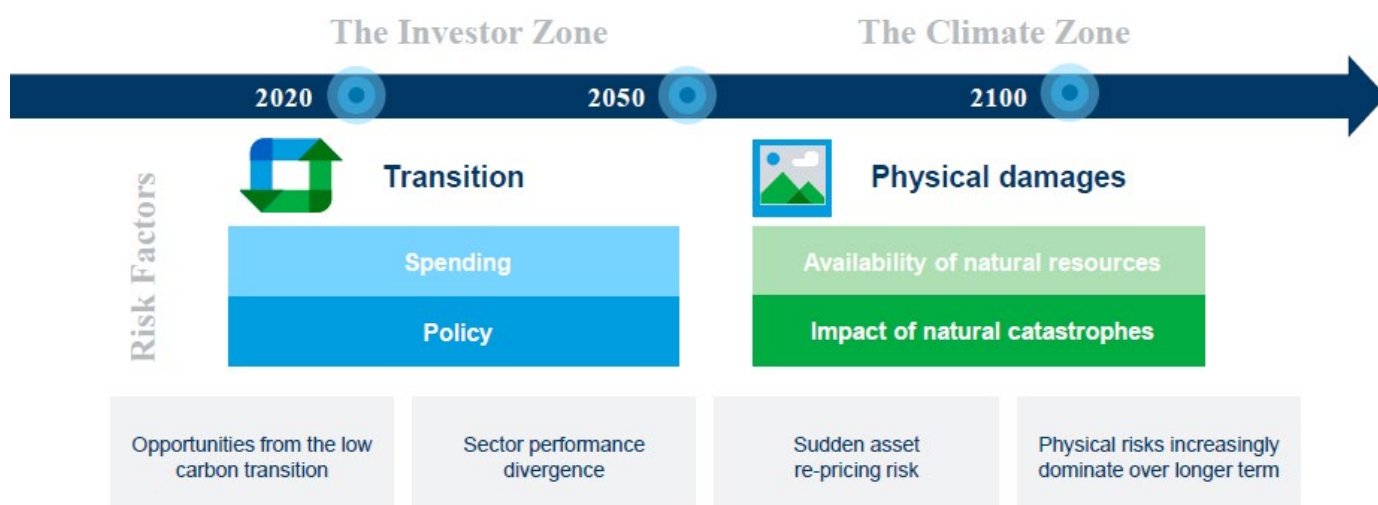 The Investor Zone
The Climate Zone
2020
2050
2100
Risk Factors
Transition
Physical damages
Spending
Availability of natural resources
Policy
Impact of natural catastrophes
Opportunities from the low
carbon transition
Sector performance
divergence
Sudden asset
re-pricing risk
Physical risks increasingly
dominate over longer term